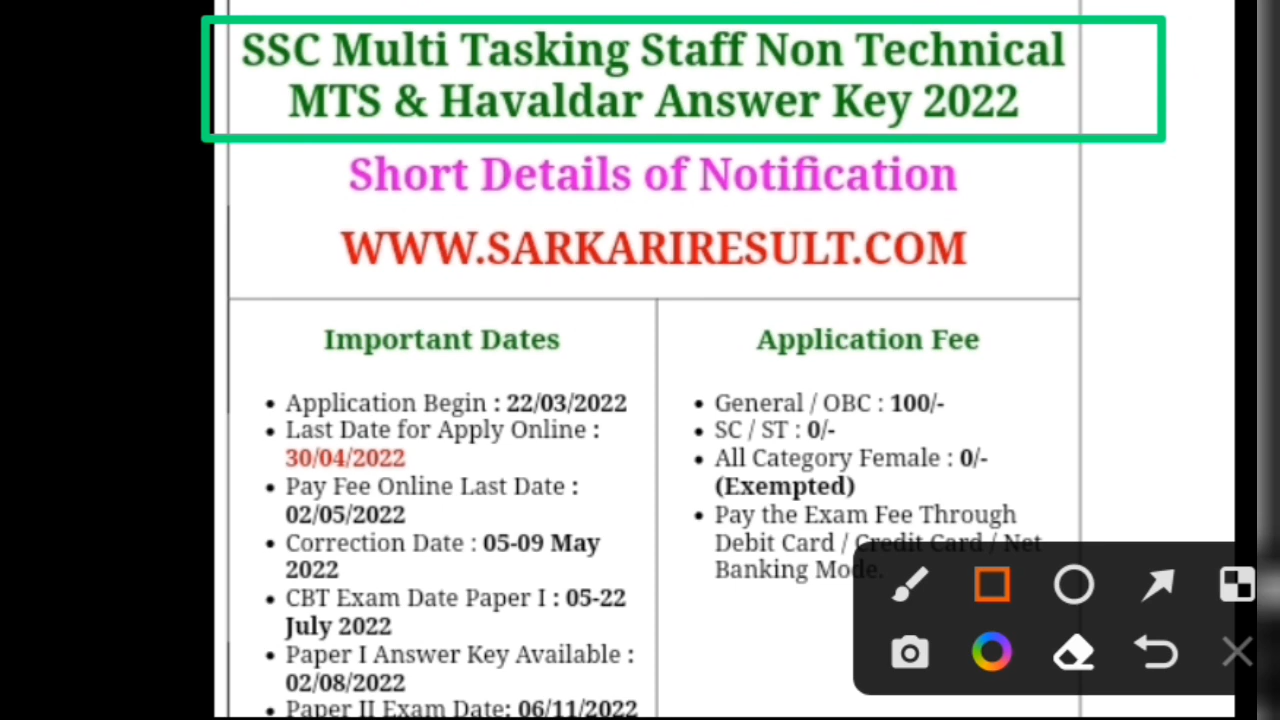 SSC Multi Tasking Staff Non Technical
MTS & Havaldar Answer Key 2022
Short Details of Notification
WWW.SARKARIRESULT.COM
Important Dates
• Application Begin : 22/03/2022
• Last Date for Apply Online :
30/04/2022
• Pay Fee Online Last Date :
02/05/2022
• Correction Date : 05-09 May
2022
• CBT Exam Date Paper I : 05-22
July 2022
• Paper I Answer Key Available :
02/08/2022
• Paper II Exam Date: 06/11/2022
Application Fee
• General / OBC : 100/-
• SC / ST : 0/-
• All Category Female : 0/-
(Exempted)
• Pay the Exam Fee Through
Debit Card / Credit Card / Net
Banking Mode.